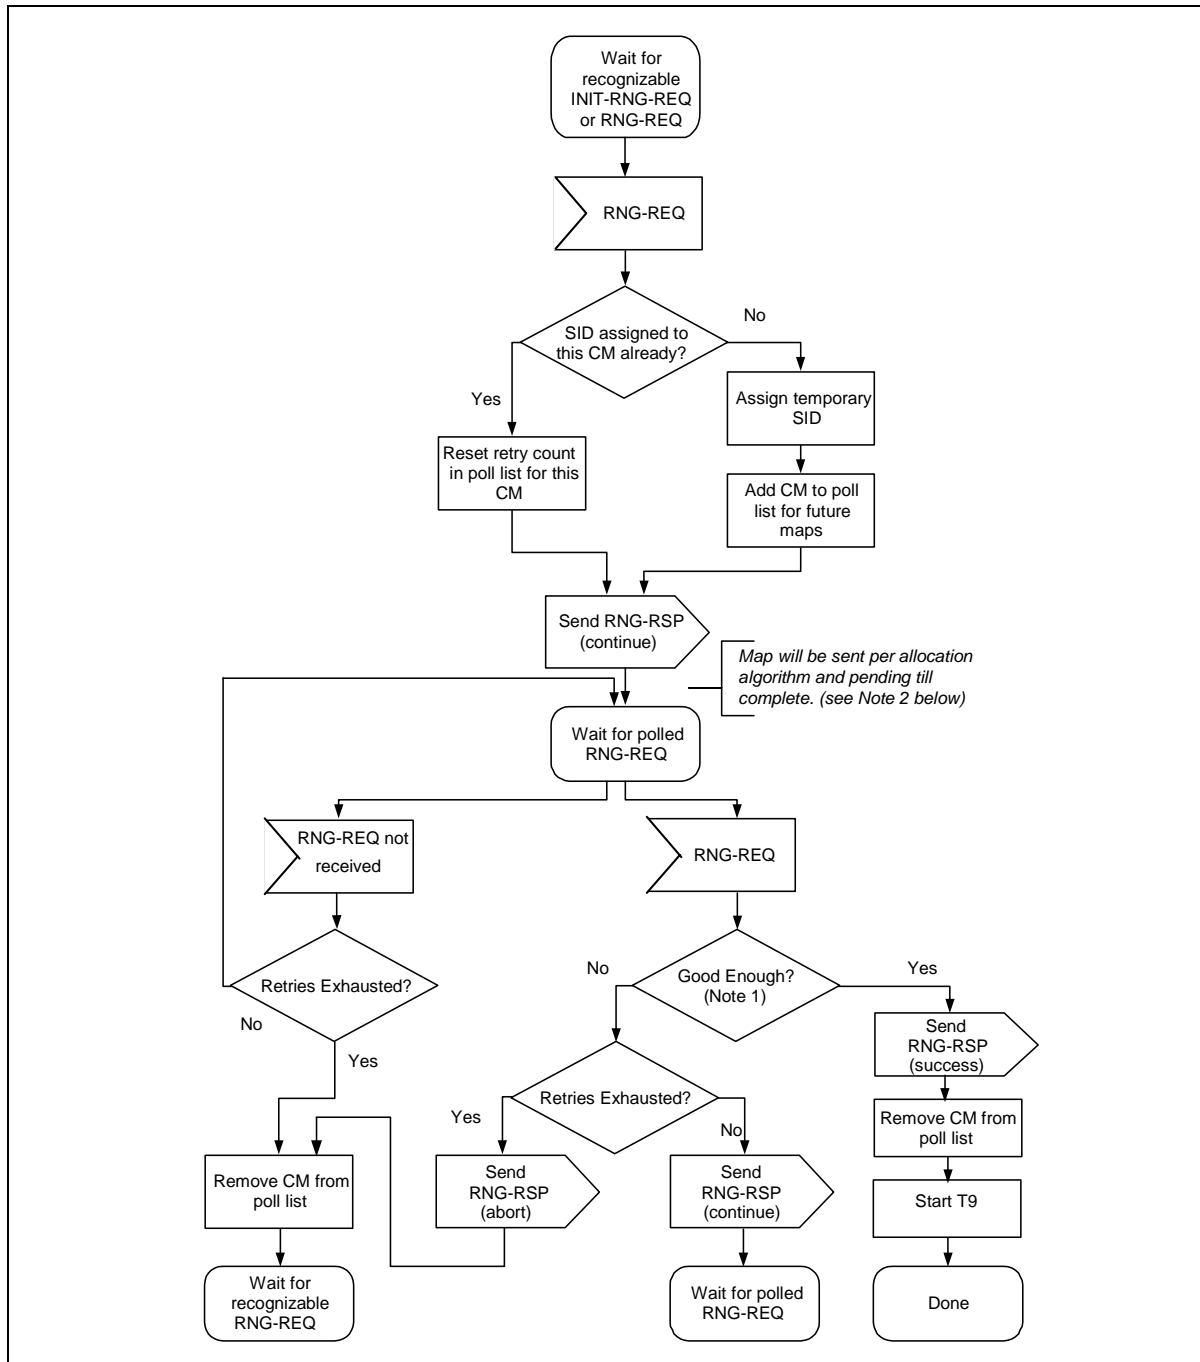 Wait for
recognizable
INIT-RNG-REQ
or RNG-REQ
RNG-REQ
SID assigned to
this CM already?
No
Yes
Assign temporary
SID
Reset retry count
in poll list for this
CM
Add CM to poll
list for future
maps
Send RNG-RSP
(continue)
Map will be sent per allocation
algorithm and pending till
complete. (see Note 2 below)
Wait for polled
RNG-REQ
RNG-REQ not
received
RNG-REQ
Retries Exhausted?
No
Yes
Good Enough?
(Note 1)
No
Yes
Send
RNG-RSP
(success)
Retries Exhausted?
Yes
No
Remove CM from
poll list
Remove CM from
poll list
Send
RNG-RSP
(abort)
Send
RNG-RSP
(continue)
Start T9
Wait for
recognizable
RNG-REQ
Wait for polled
RNG-REQ
Done